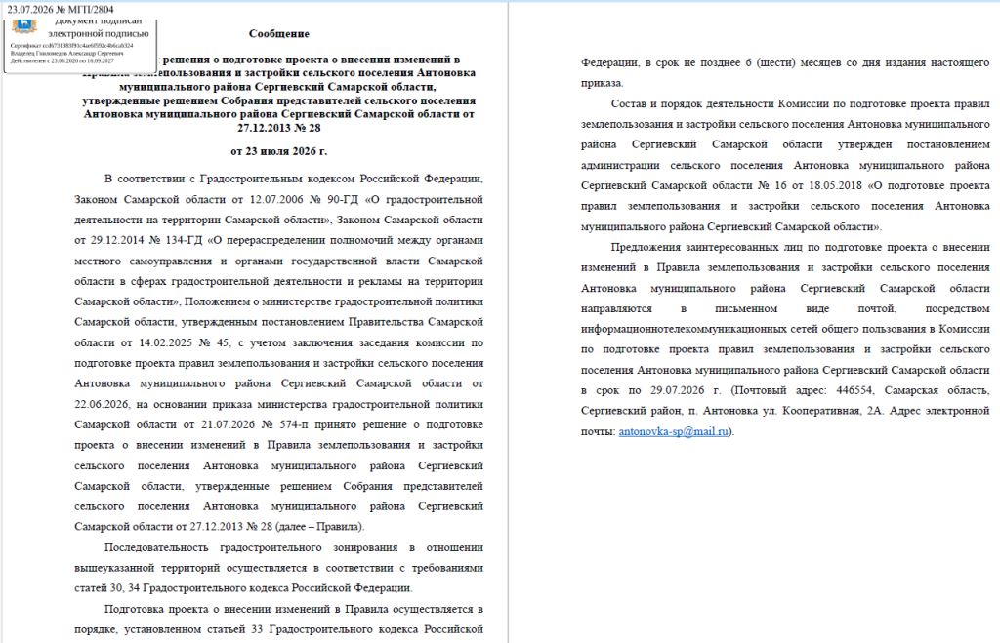 23.07.2026 № МГП/2804
Документ подписан
электронной подписью
Владелец Гниломедов Александр Сергеевич
Действителен с 23.06.2026 по 16.09.2027
Сообщение
решения о подготовке проекта о внесении изменений в
Правила землепользования и застройки сельского поселения Антоновка
муниципального района Сергиевский Самарской области,
утвержденные решением Собрания представителей сельского поселения
Антоновка муниципального района Сергиевский Самарской области от
27.12.2013 № 28
от 23 июля 2026 г.
В соответствии с Градостроительным кодексом Российской Федерации,
Законом Самарской области от 12.07.2006 № 90-ГД «О градостроительной
деятельности на территории Самарской области», Законом Самарской области
от 29.12.2014 № 134-ГД «О перераспределении полномочий между органами
местного самоуправления и органами государственной власти Самарской
области в сферах градостроительной деятельности и рекламы на территории
Самарской области», Положением о министерстве градостроительной политики
Самарской области, утвержденным постановлением Правительства Самарской
области от 14.02.2025 № 45, с учетом заключения заседания комиссии по
подготовке проекта правил землепользования и застройки сельского поселения
Антоновка муниципального района Сергиевский Самарской области от
22.06.2026, на основании приказа министерства градостроительной политики
Самарской области от 21.07.2026 № 574-п принято решение о подготовке
проекта о внесении изменений в Правила землепользования и застройки
сельского поселения Антоновка муниципального района Сергиевский
Самарской области, утвержденные решением Собрания представителей
сельского поселения Антоновка муниципального района Сергиевский
Самарской области от 27.12.2013 № 28 (далее – Правила).
Последовательность градостроительного зонирования в отношении
вышеуказанной территорий осуществляется в соответствии с требованиями
статей 30, 34 Градостроительного кодекса Российской Федерации.
Подготовка проекта о внесении изменений в Правила осуществляется в
порядке, установленном статьей 33 Градостроительного кодекса Российской
Федерации, в срок не позднее 6 (шести) месяцев со дня издания настоящего
приказа.
Состав и порядок деятельности Комиссии по подготовке проекта правил
землепользования и застройки сельского поселения Антоновка муниципального
района Сергиевский Самарской области утвержден постановлением
администрации сельского поселения Антоновка муниципального района
Сергиевский Самарской области № 16 от 18.05.2018 «О подготовке проекта
правил землепользования и застройки сельского поселения Антоновка
муниципального района Сергиевский Самарской области».
Предложения заинтересованных лиц по подготовке проекта о внесении
изменений в Правила землепользования и застройки сельского поселения
Антоновка муниципального района Сергиевский Самарской области
направляются в письменном виде почтой, посредством
информационнотелекоммуникационных сетей общего пользования в Комиссии
по подготовке проекта правил землепользования и застройки сельского
поселения Антоновка муниципального района Сергиевский Самарской области
в срок по 29.07.2026 г. (Почтовый адрес: 446554, Самарская область,
Сергиевский район, п. Антоновка ул. Кооперативная, 2А. Адрес электронной
почты: antonovka-sp@mail.ru).